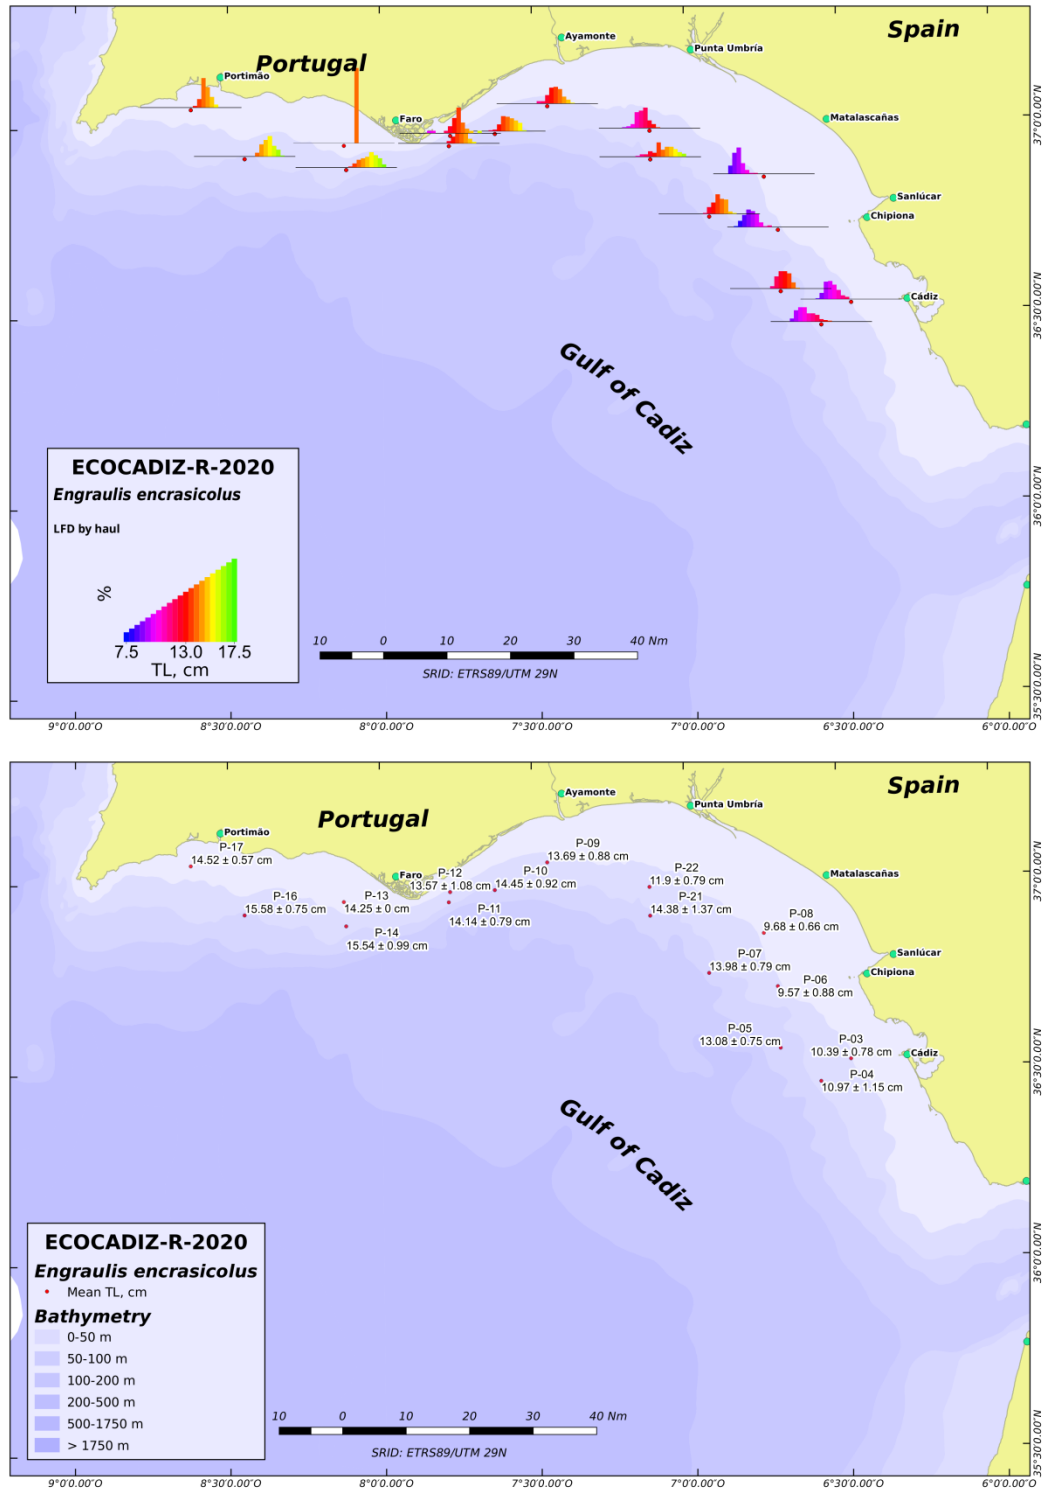 Spain
Ayamonte
Punta Umbría
Portugal
Portimão
Faro
Matalascañas
Sanlúcar
Chipiona
Cádiz
Gulf of Cadiz
37°0'0.00"N
36°30'0.00"N
36°0'0.00"N
35°30'0.00"N
ECOCADIZ-R-2020
Engraulis encrasicolus
LFD by haul
%
7.5 13.0 17.5
TL, cm
10 0 10 20 30 40 Nm
SRID: ETRS89/UTM 29N
9°0'0.00"O 8°30'0.00"O 8°0'0.00"O 7°30'0.00"O 7°0'0.00"O 6°30'0.00"O 6°0'0.00"O
Spain
Ayamonte
Punta Umbría
Portugal
Portimão
P-17
14.52 ± 0.57 cm
P-09
13.69 ± 0.88 cm
Faro
P-12
13.57 ± 1.08 cm
P-10
14.45 ± 0.92 cm
P-22
11.9 ± 0.79 cm
Matalascañas
P-16
15.58 ± 0.75 cm
P-13
14.25 ± 0 cm
P-11
14.14 ± 0.79 cm
P-21
14.38 ± 1.37 cm
P-14
15.54 ± 0.99 cm
P-08
9.68 ± 0.66 cm
Sanlúcar
Chipiona
P-07
13.98 ± 0.79 cm
P-06
9.57 ± 0.88 cm
P-05
13.08 ± 0.75 cm
P-03
10.39 ± 0.78 cm
Cádiz
P-04
10.97 ± 1.15 cm
Gulf of Cadiz
37°0'0.00"N
36°30'0.00"N
36°0'0.00"N
35°30'0.00"N
ECOCADIZ-R-2020
Engraulis encrasicolus
Mean TL, cm
Bathymetry
0-50 m
50-100 m
100-200 m
200-500 m
500-1750 m
> 1750 m
10 0 10 20 30 40 Nm
SRID: ETRS89/UTM 29N
9°0'0.00"O 8°30'0.00"O 8°0'0.00"O 7°30'0.00"O 7°0'0.00"O 6°30'0.00"O 6°0'0.00"O